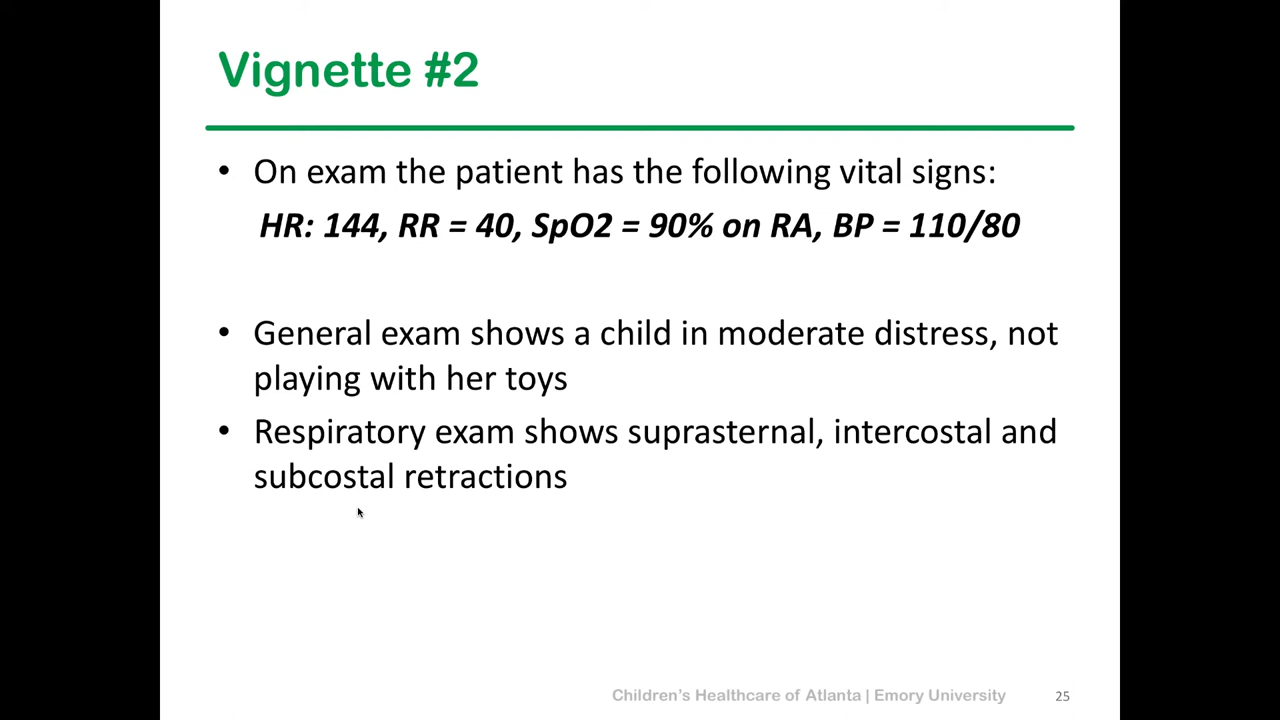 Vignette #2
• On exam the patient has the following vital signs:
HR: 144, RR = 40, SpO2 = 90% on RA, BP = 110/80
• General exam shows a child in moderate distress, not
playing with her toys
• Respiratory exam shows suprasternal, intercostal and
subcostal retractions
Children's Healthcare of Atlanta | Emory University 25